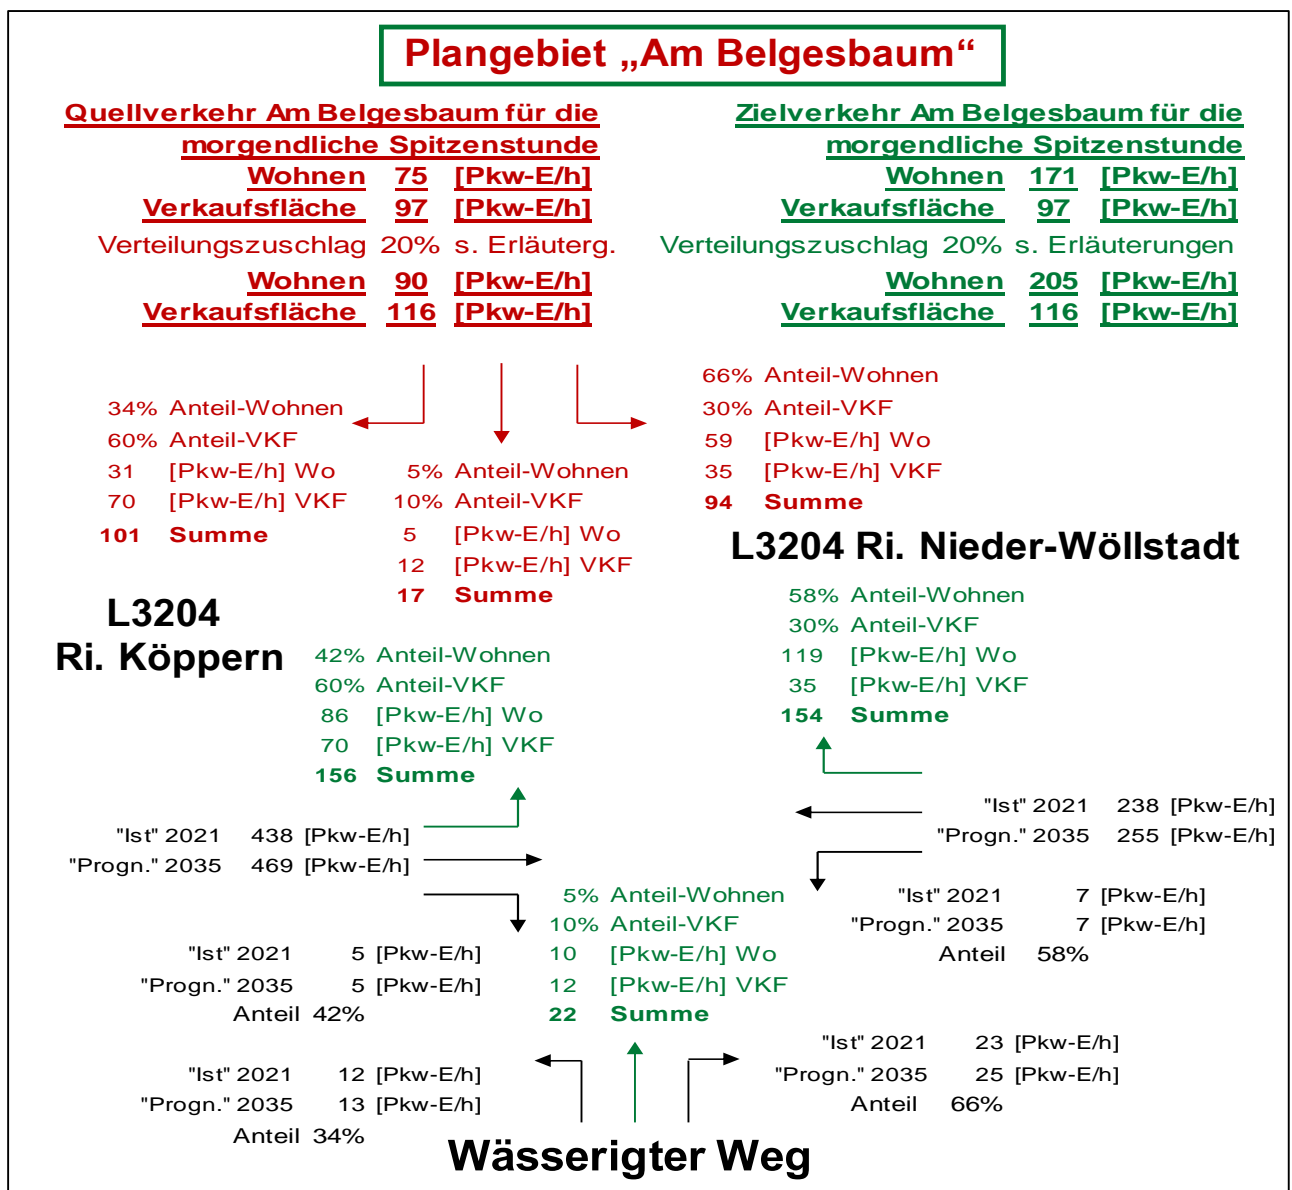 Plangebiet „Am Belgesbaum“
Quellverkehr Am Belgesbaum für die
morgendliche Spitzenstunde
Wohnen 75 [Pkw-E/h]
Verkaufsfläche 97 [Pkw-E/h]
Verteilungszuschlag 20% s. Erläuterg.
Wohnen 90 [Pkw-E/h]
Verkaufsfläche 116 [Pkw-E/h]
Zielverkehr Am Belgesbaum für die
morgendliche Spitzenstunde
Wohnen 171 [Pkw-E/h]
Verkaufsfläche 97 [Pkw-E/h]
Verteilungszuschlag 20% s. Erläuterungen
Wohnen 205 [Pkw-E/h]
Verkaufsfläche 116 [Pkw-E/h]
34% Anteil-Wohnen
60% Anteil-VKF
31 [Pkw-E/h] Wo
70 [Pkw-E/h] VKF
101 Summe
5% Anteil-Wohnen
10% Anteil-VKF
5 [Pkw-E/h] Wo
12 [Pkw-E/h] VKF
17 Summe
66% Anteil-Wohnen
30% Anteil-VKF
59 [Pkw-E/h] Wo
35 [Pkw-E/h] VKF
94 Summe
L3204 Ri. Nieder-Wöllstadt
L3204
Ri. Köppern
42% Anteil-Wohnen
60% Anteil-VKF
86 [Pkw-E/h] Wo
70 [Pkw-E/h] VKF
156 Summe
58% Anteil-Wohnen
30% Anteil-VKF
119 [Pkw-E/h] Wo
35 [Pkw-E/h] VKF
154 Summe
"Ist" 2021 438 [Pkw-E/h]
"Progn." 2035 469 [Pkw-E/h]
"Ist" 2021 238 [Pkw-E/h]
"Progn." 2035 255 [Pkw-E/h]
"Ist" 2021 5 [Pkw-E/h]
"Progn." 2035 5 [Pkw-E/h]
Anteil 42%
5% Anteil-Wohnen
10% Anteil-VKF
10 [Pkw-E/h] Wo
12 [Pkw-E/h] VKF
22 Summe
"Ist" 2021 7 [Pkw-E/h]
"Progn." 2035 7 [Pkw-E/h]
Anteil 58%
"Ist" 2021 12 [Pkw-E/h]
"Progn." 2035 13 [Pkw-E/h]
Anteil 34%
"Ist" 2021 23 [Pkw-E/h]
"Progn." 2035 25 [Pkw-E/h]
Anteil 66%
Wässerigter Weg